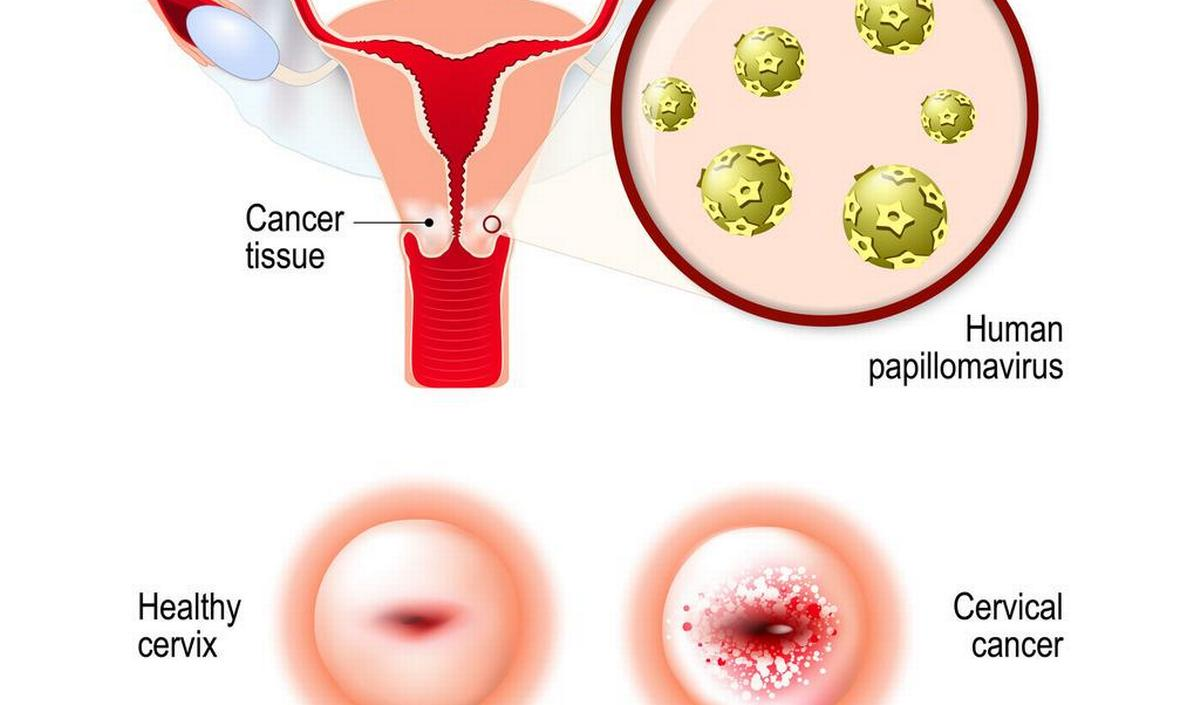 Cancer
tissue
Human
papillomavirus
Healthy
cervix
Cervical
cancer